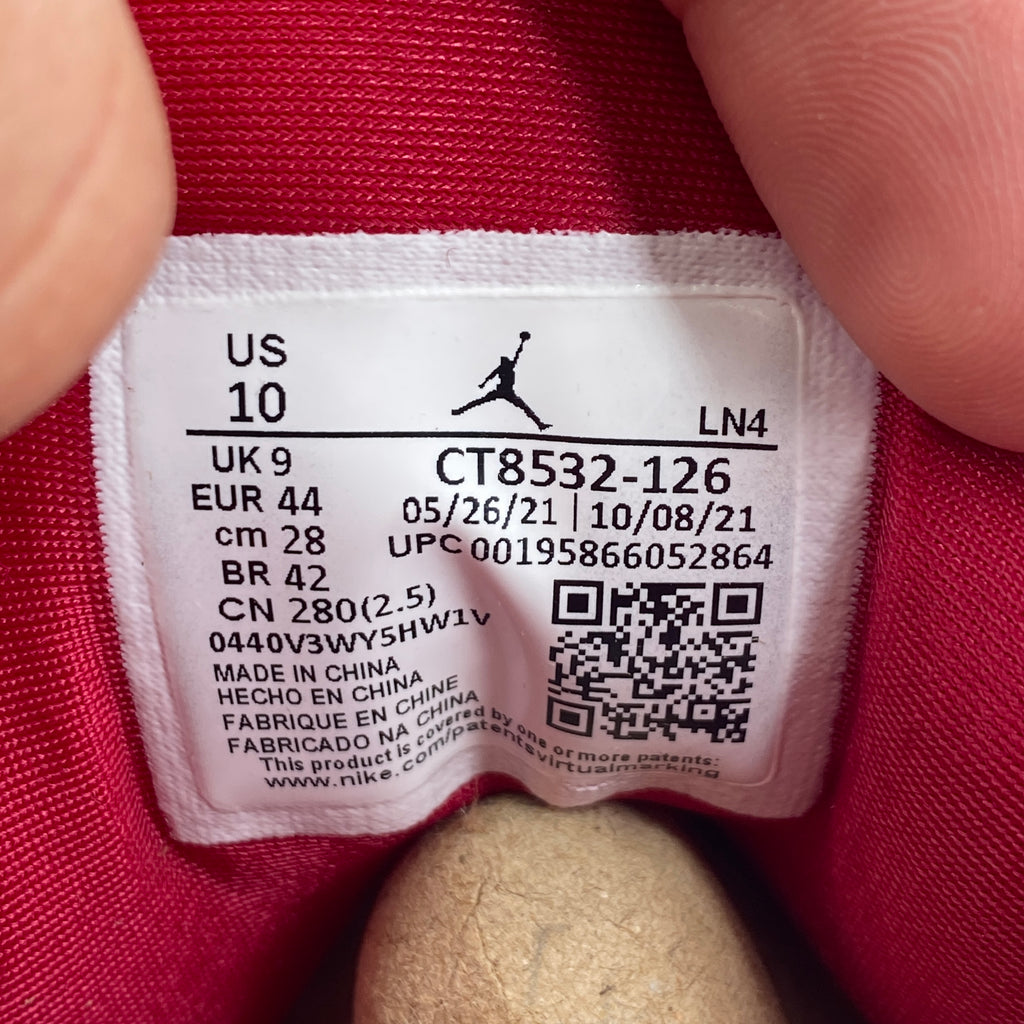 US
10
LN4
UK 9
EUR 44
cm 28
BR 42
CN 280(2.5)
0440V3WY5HW1V
MADE IN CHINA
HECHO EN CHINA
FABRIQUE EN CHINE
FABRICADO NA CHINA
This product is covered by one or more patents:
www.nike.com/patentsvirtualmarking
CT8532-126
05/26/21 | 10/08/21
UPC 00195866052864